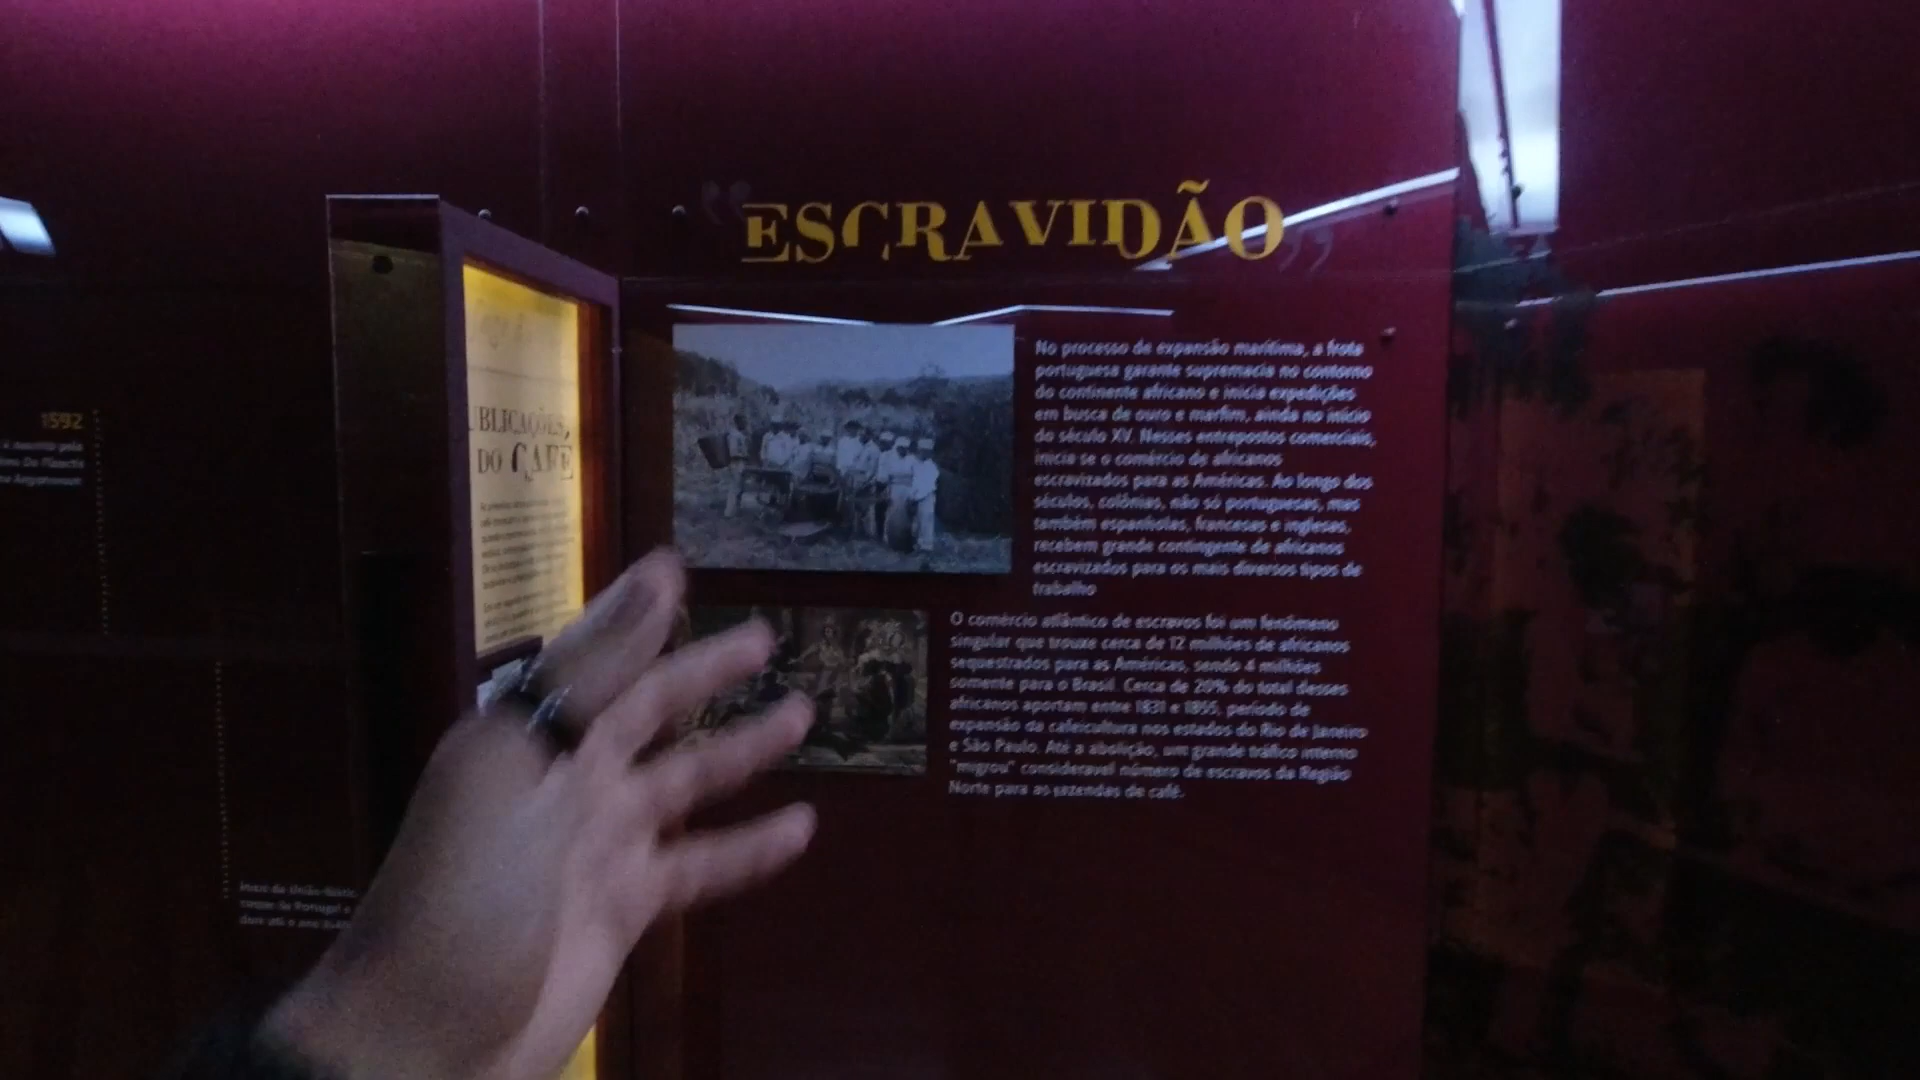 1592
UBLICAÇÕES,
DO CAFÉ
"ESCRAVIDÃO"
No processo de expansão marítima, a frota
portuguesa garante supremacia no contorno
do continente africano e inicia expedições
em busca de ouro e marfim, ainda no início
do século XV. Nesses entrepostos comerciais,
inicia se o comércio de africanos
escravizados para as Américas. Ao longo dos
séculos, colônias, não só portuguesas, mas
também espanholas, francesas e inglesas,
recebem grande contingente de africanos
escravizados para os mais diversos tipos de
trabalho
O comércio atlântico de escravos foi um fenômeno
singular que trouxe cerca de 12 milhões de africanos
sequestrados para as Américas, sendo 4 milhões
somente para o Brasil. Cerca de 20% do total desses
africanos aportam entre 1831 e 1855, período de
expansão da cafeicultura nos estados do Rio de Janeiro
e São Paulo. Até a abolição, um grande tráfico interno
"migrou" consideravel número de escravos da Região
Norte para as fazendas de café.